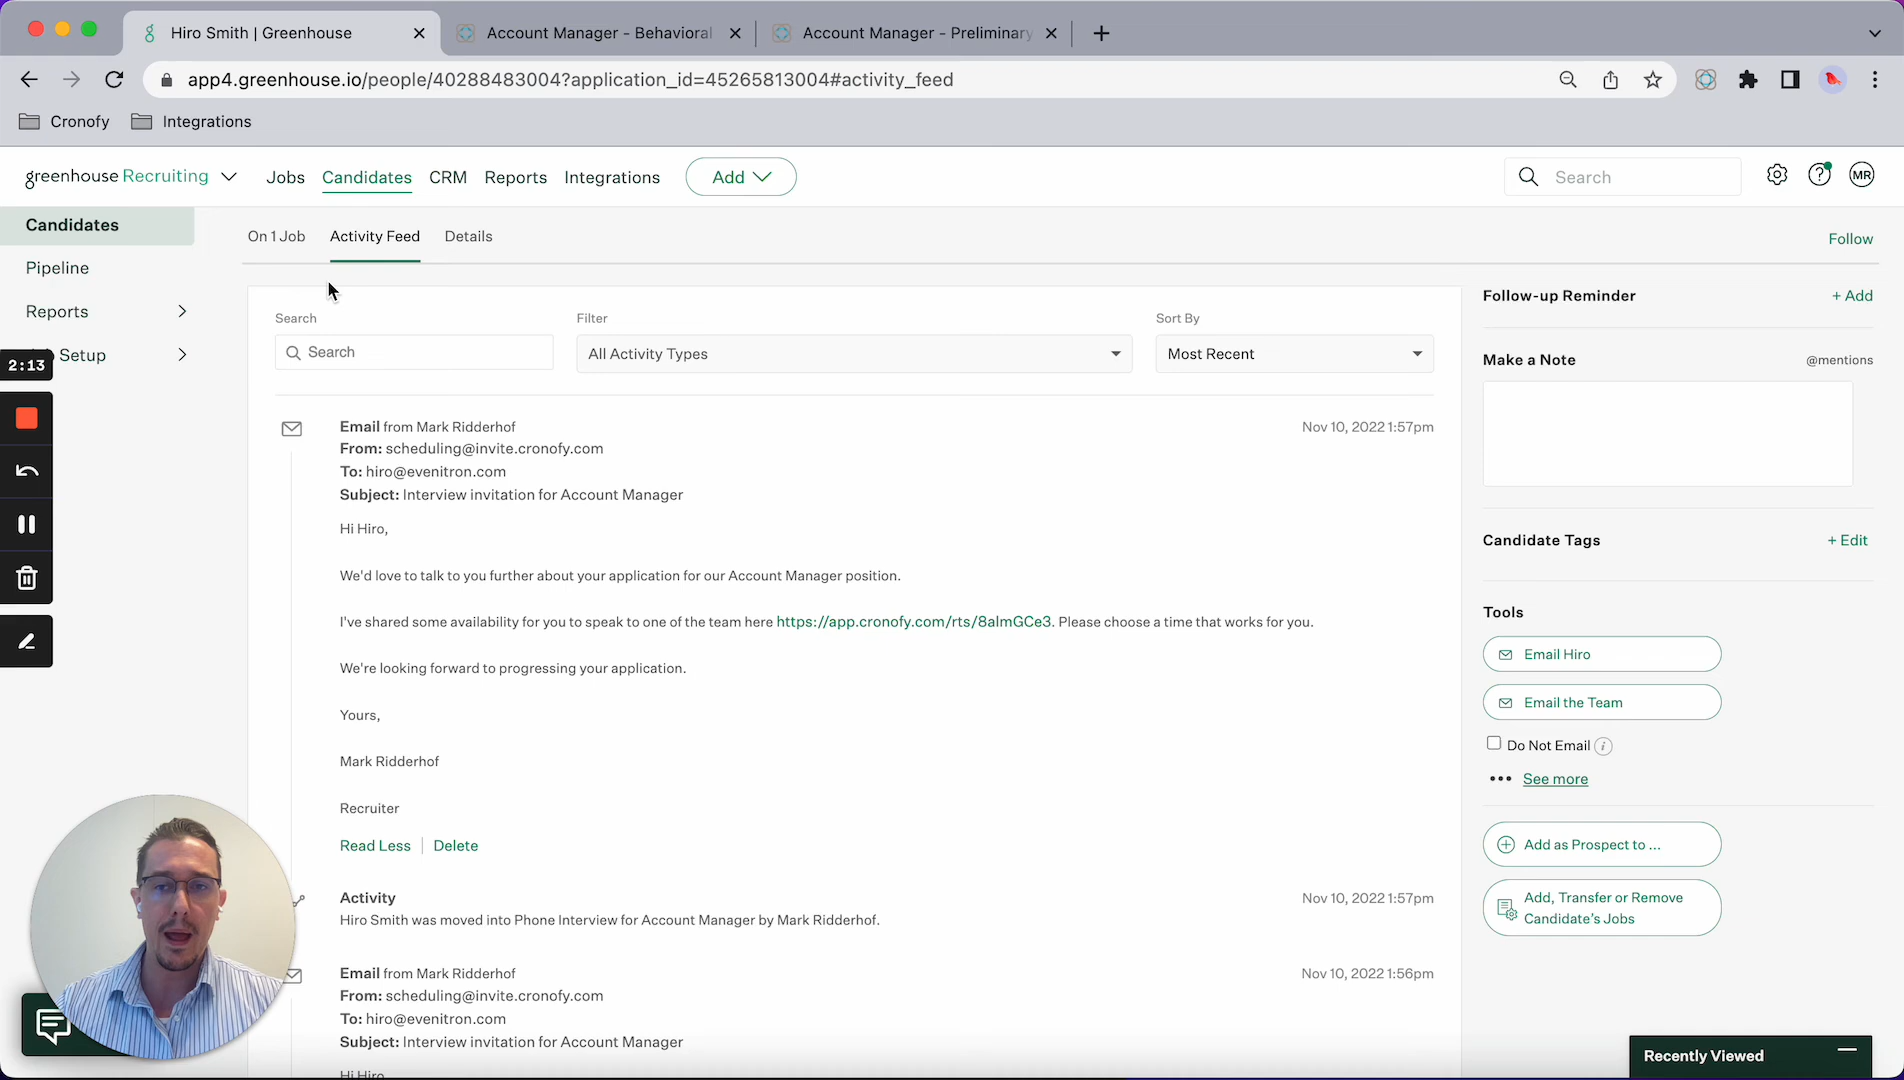 Hiro Smith | Greenhouse
Account Manager - Behavioral
Account Manager - Preliminary
app4.greenhouse.io/people/40288483004?application_id=45265813004#activity_feed
Cronofy
Integrations
greenhouse Recruiting
Jobs
Candidates
CRM
Reports
Integrations
Add
Search
MR
Candidates
Pipeline
Reports
Setup
2:13
On 1 Job
Activity Feed
Details
Follow
Search
Search
Filter
All Activity Types
Sort By
Most Recent
Email from Mark Ridderhof
Nov 10, 2022 1:57pm
From: scheduling@invite.cronofy.com
To: hiro@evenitron.com
Subject: Interview invitation for Account Manager
Hi Hiro,
We'd love to talk to you further about your application for our Account Manager position.
I've shared some availability for you to speak to one of the team here https://app.cronofy.com/rts/8almGCe3. Please choose a time that works for you.
We're looking forward to progressing your application.
Yours,
Mark Ridderhof
Recruiter
Read Less | Delete
Activity
Nov 10, 2022 1:57pm
Hiro Smith was moved into Phone Interview for Account Manager by Mark Ridderhof.
Email from Mark Ridderhof
Nov 10, 2022 1:56pm
From: scheduling@invite.cronofy.com
To: hiro@evenitron.com
Subject: Interview invitation for Account Manager
Hi Hiro
Follow-up Reminder
+ Add
Make a Note
@mentions
Candidate Tags
+ Edit
Tools
Email Hiro
Email the Team
Do Not Email
See more
Add as Prospect to ...
Add, Transfer or Remove
Candidate's Jobs
Recently Viewed